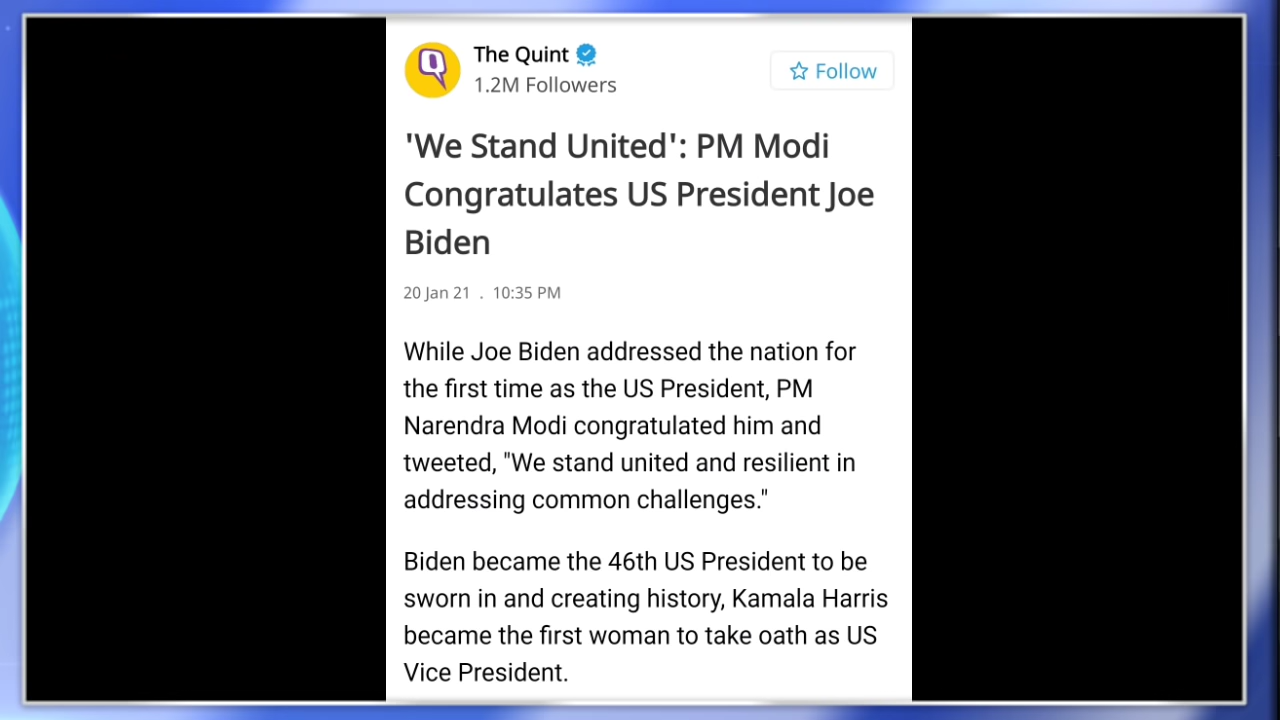 The Quint
1.2M Followers
Follow
'We Stand United': PM Modi
Congratulates US President Joe
Biden
20 Jan 21 . 10:35 PM
While Joe Biden addressed the nation for
the first time as the US President, PM
Narendra Modi congratulated him and
tweeted, "We stand united and resilient in
addressing common challenges."
Biden became the 46th US President to be
sworn in and creating history, Kamala Harris
became the first woman to take oath as US
Vice President.